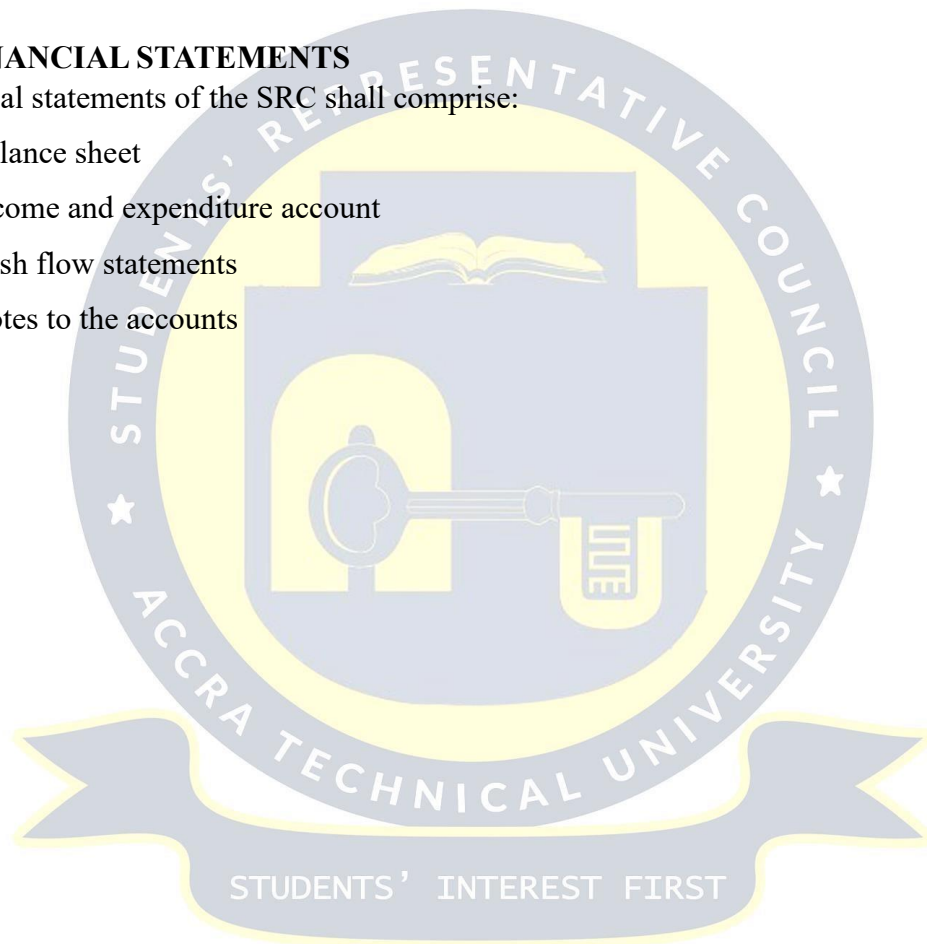 NANCIAL STATEMENTS
al statements of the SRC shall comprise:
lance sheet
come and expenditure account
sh flow statements
otes to the accounts
STUDENTS' REPRESENTATIVE COUNCIL
ACCRA TECHNICAL UNIVERSITY
STUDENTS' INTEREST FIRST